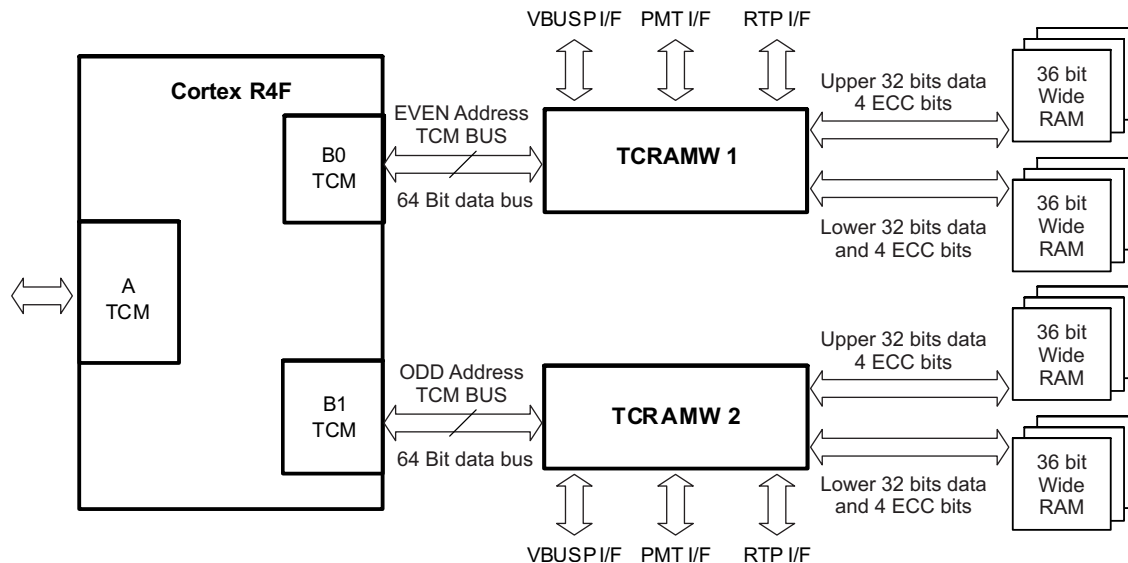 VBUSP I/F
PMT I/F
RTP I/F
Cortex R4F
B0
TCM
A
TCM
B1
TCM
EVEN Address
TCM BUS
64 Bit data bus
TCRAMW 1
Upper 32 bits data
4 ECC bits
Lower 32 bits data
and 4 ECC bits
36 bit
Wide
RAM
36 bit
Wide
RAM
ODD Address
TCM BUS
64 Bit data bus
TCRAMW 2
Upper 32 bits data
4 ECC bits
Lower 32 bits data
and 4 ECC bits
36 bit
Wide
RAM
36 bit
Wide
RAM
VBUSP I/F
PMT I/F
RTP I/F